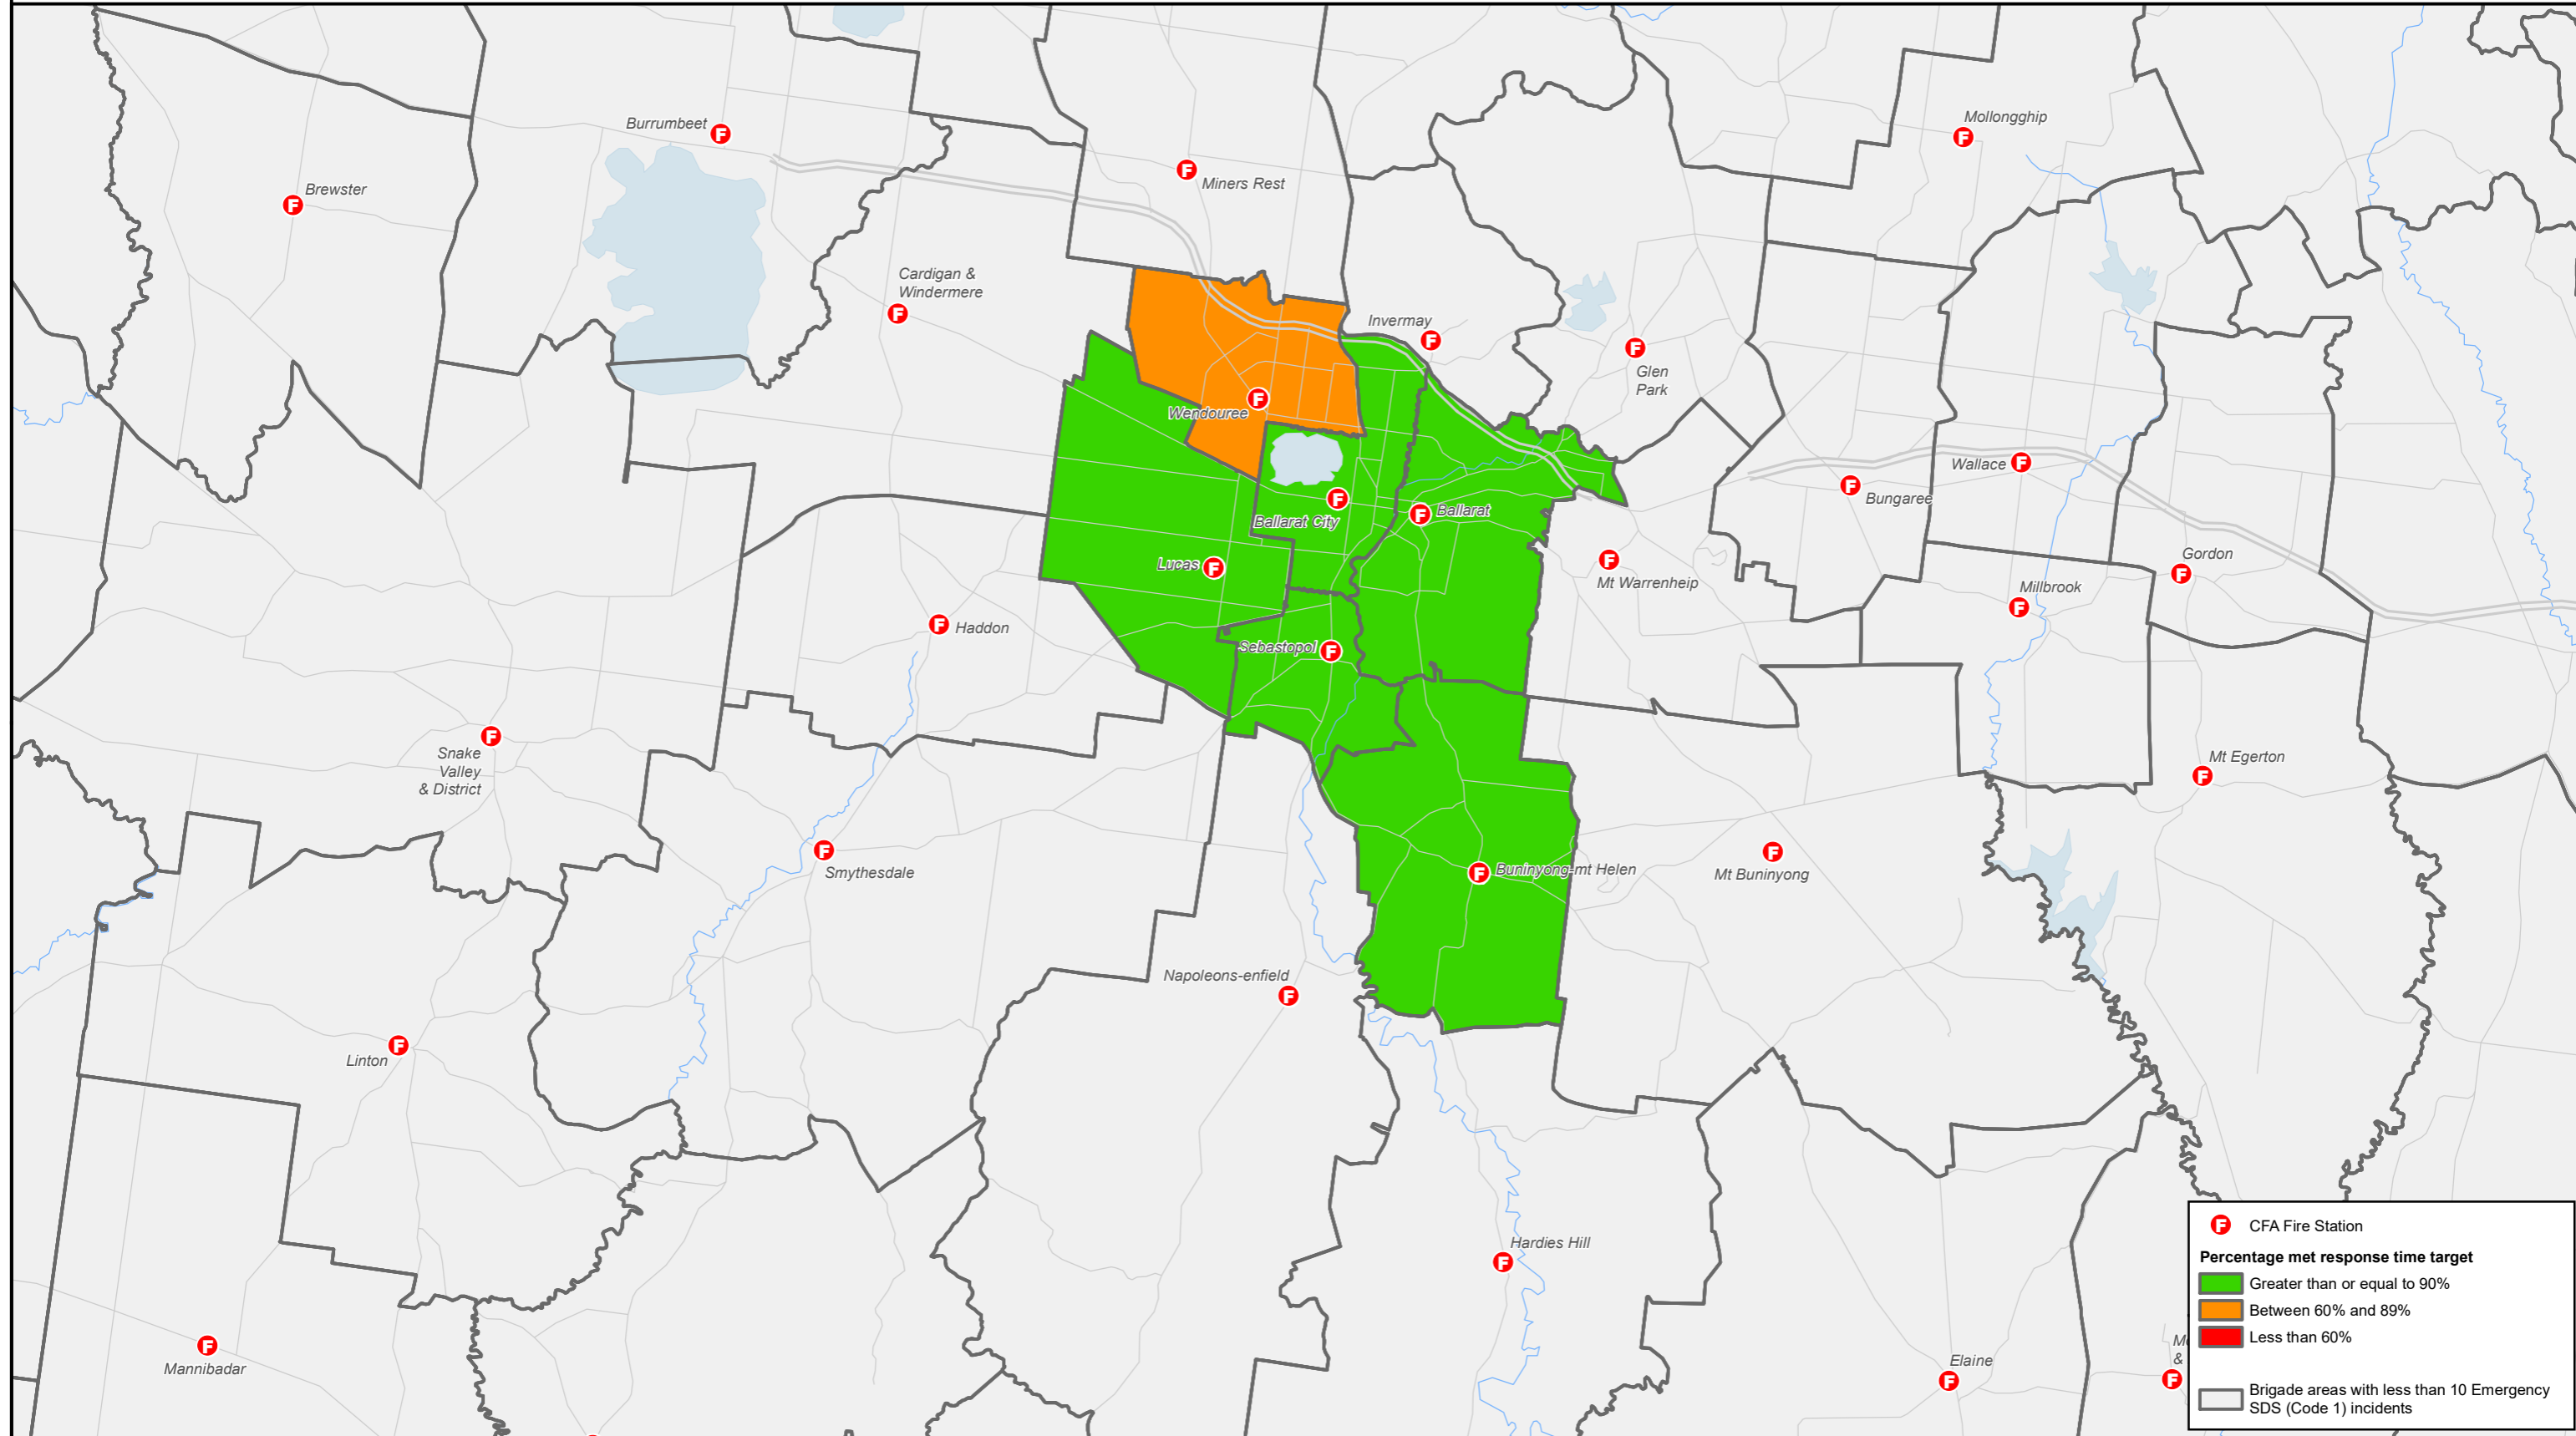 Burrumbeet
Mollongghip
Brewster
Miners Rest
Cardigan &
Windermere
Invermay
Glen
Park
Wendouree
Wallace
Bungaree
Ballarat City
Ballarat
Lucas
Mt Warrenheip
Gordon
Millbrook
Haddon
Sebastopol
Snake
Valley
& District
Mt Egerton
Smythesdale
Buninyong-mt Helen
Mt Buninyong
Napoleons-enfield
Linton
Hardies Hill
Mannibadar
Elaine
&
F CFA Fire Station
Percentage met response time target
Greater than or equal to 90%
Between 60% and 89%
Less than 60%
Brigade areas with less than 10 Emergency
SDS (Code 1) incidents